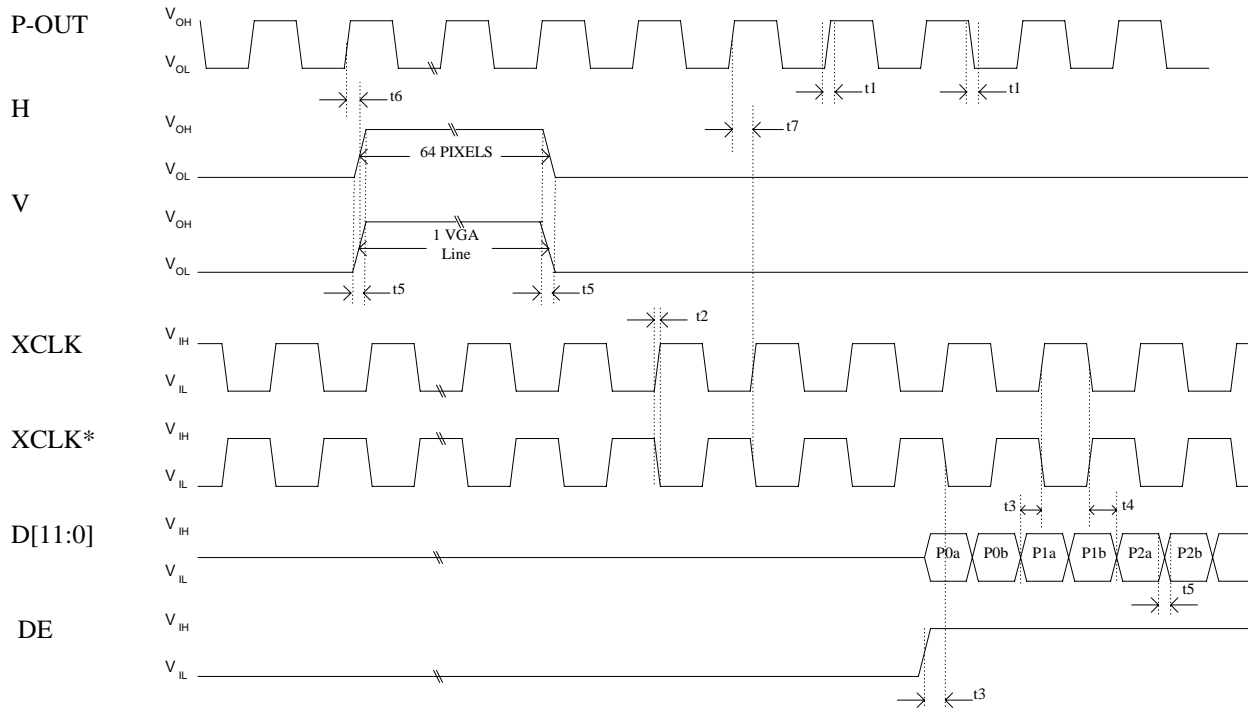 P-OUT
VOH
VOL
t6
t1
t1
H
VOH
t7
64 PIXELS
VOL
V
VOH
1 VGA
Line
VOL
t5
t5
t2
XCLK
VIH
VIL
XCLK*
VIH
VIL
t3
t4
D[11:0]
VIH
P0a
P0b
P1a
P1b
P2a
P2b
VIL
t5
DE
VIH
VIL
t3